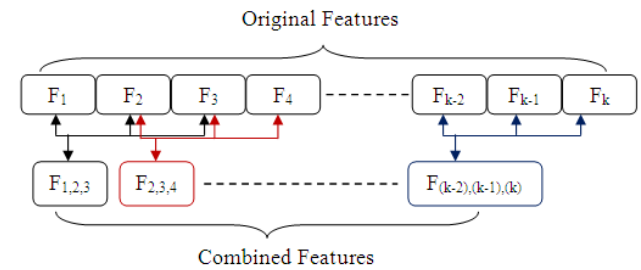 Original Features
F1 F2 F3 F4 Fk-2 Fk-1 Fk
F1,2,3 F2,3,4 F(k-2),(k-1),(k)
Combined Features